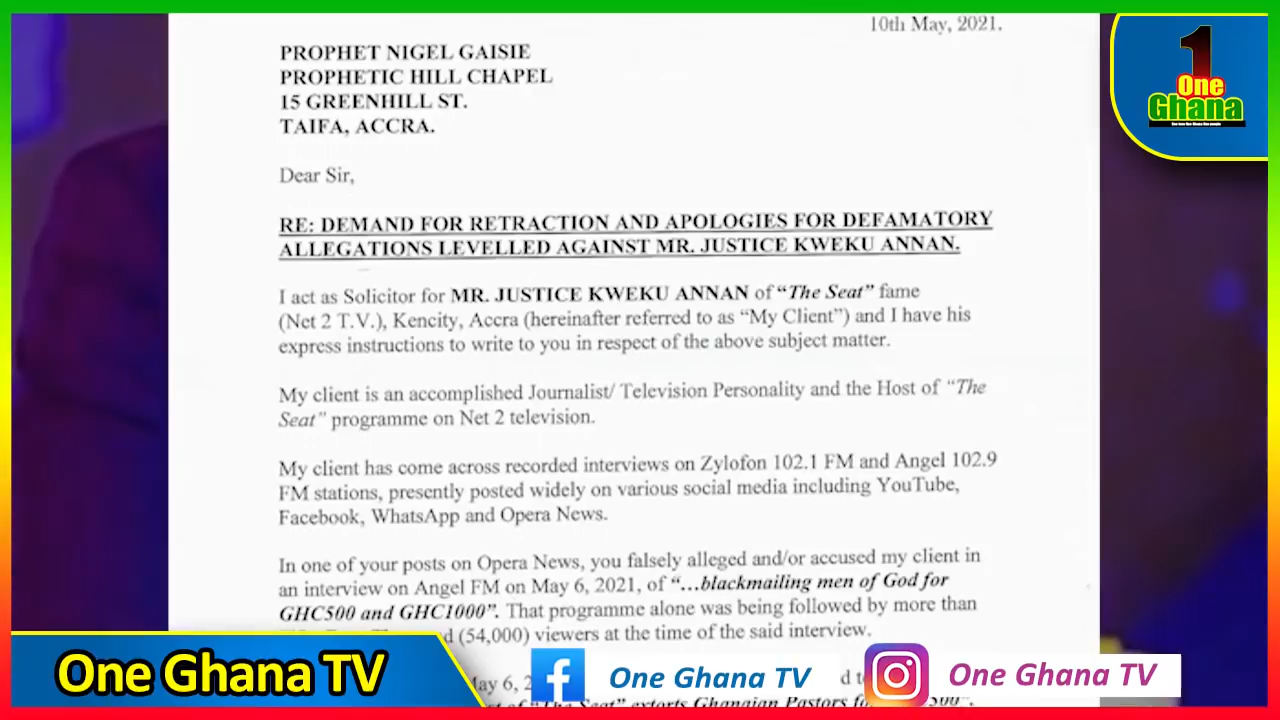 10th May, 2021.
1
One
Ghana
PROPHET NIGEL GAISIE
PROPHETIC HILL CHAPEL
15 GREENHILL ST.
TAIFA, ACCRA.
Dear Sir,
RE: DEMAND FOR RETRACTION AND APOLOGIES FOR DEFAMATORY
ALLEGATIONS LEVELLED AGAINST MR. JUSTICE KWEKU ANNAN.
I act as Solicitor for MR. JUSTICE KWEKU ANNAN of “The Seat” fame
(Net 2 T.V.), Kencity, Accra (hereinafter referred to as “My Client”) and I have his
express instructions to write to you in respect of the above subject matter.
My client is an accomplished Journalist/ Television Personality and the Host of “The
Seat” programme on Net 2 television.
My client has come across recorded interviews on Zylofon 102.1 FM and Angel 102.9
FM stations, presently posted widely on various social media including YouTube,
Facebook, WhatsApp and Opera News.
In one of your posts on Opera News, you falsely alleged and/or accused my client in
an interview on Angel FM on May 6, 2021, of “...blackmailing men of God for
GHC500 and GHC1000”. That programme alone was being followed by more than
(54,000) viewers at the time of the said interview.
“The Seat” extorts Ghanaian Pastors
One Ghana TV
One Ghana TV
One Ghana TV